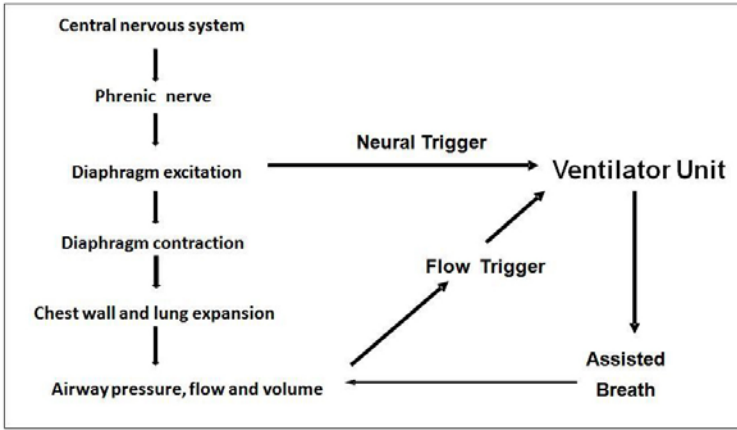 Central nervous system
Phrenic nerve
Neural Trigger
Diaphragm excitation
Ventilator Unit
Diaphragm contraction
Flow Trigger
Chest wall and lung expansion
Assisted
Breath
Airway pressure, flow and volume